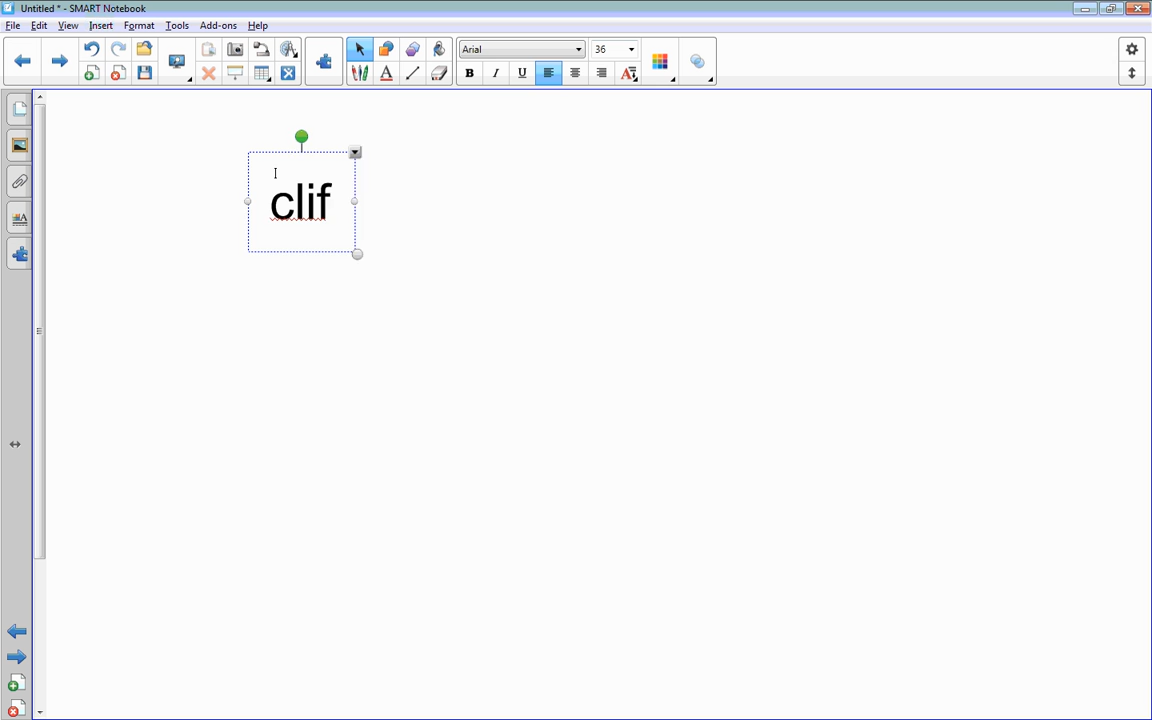 Untitled * - SMART Notebook
File Edit View Insert Format Tools Add-ons Help
Arial 36
B I U A
clif